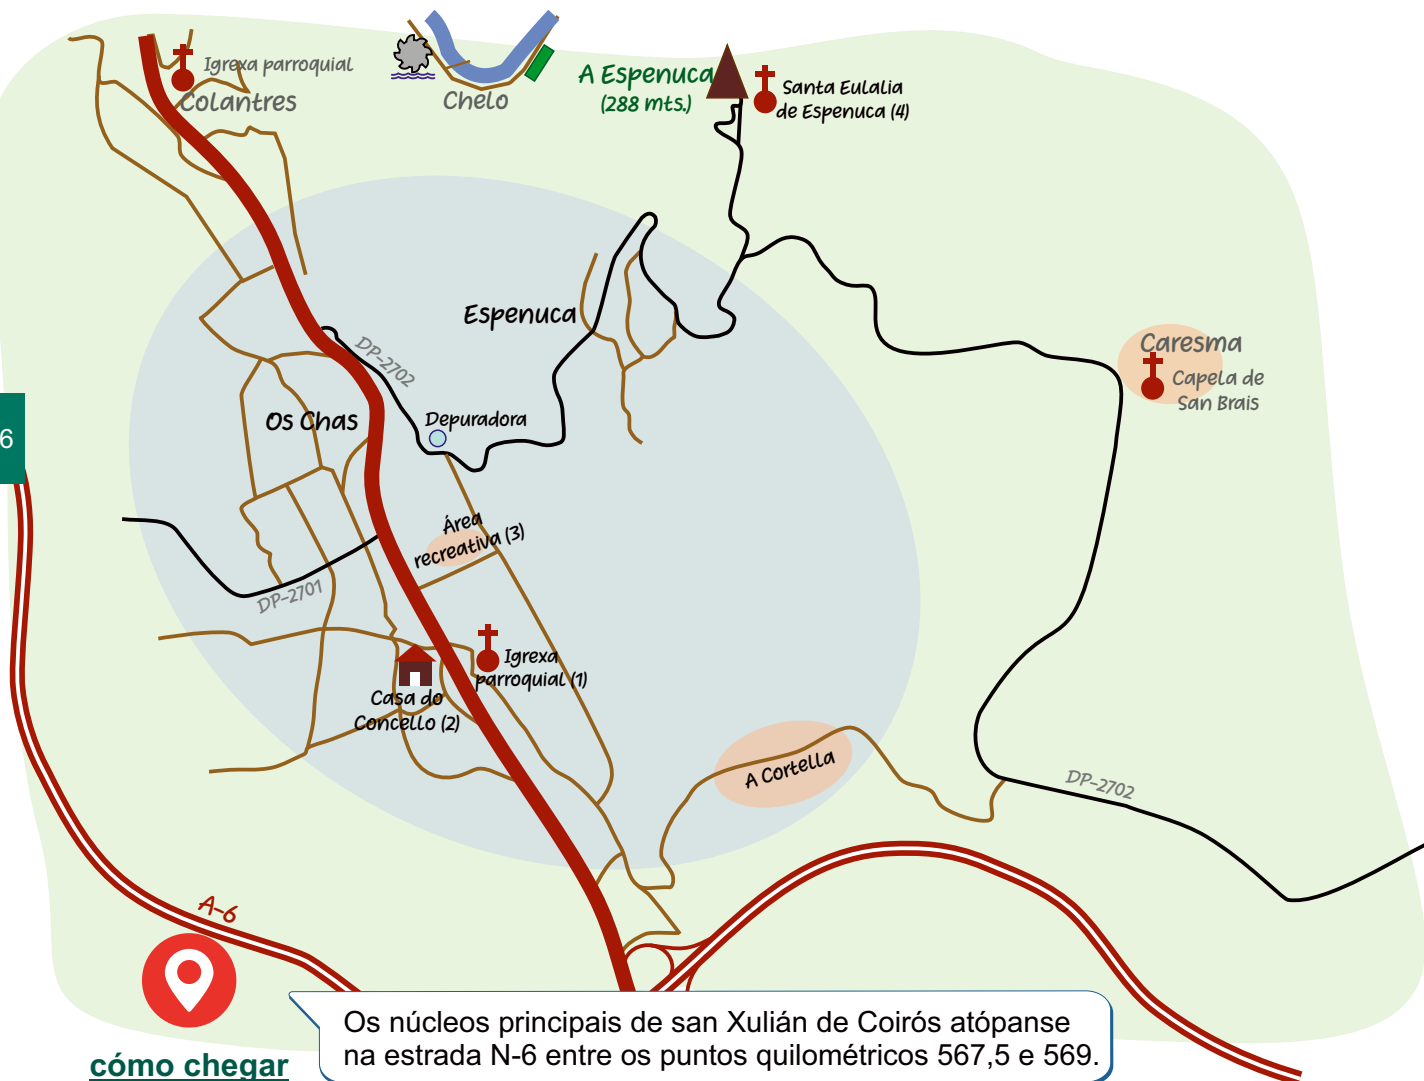 Igrexa parroquial
Colantres
Chelo
A Espenuca
(288 mts.)
Santa Eulalia
de Espenuca (4)
Espenuca
DP-2702
Caresma
Capela de
San Brais
6
Os Chas
Depuradora
Área
recreativa (3)
DP-2701
Igrexa
parroquial (1)
Casa do
Concello (2)
A Cortella
DP-2702
A-6
Os núcleos principais de san Xulián de Coirós atópanse
na estrada N-6 entre os puntos quilométricos 567,5 e 569.
cómo chegar